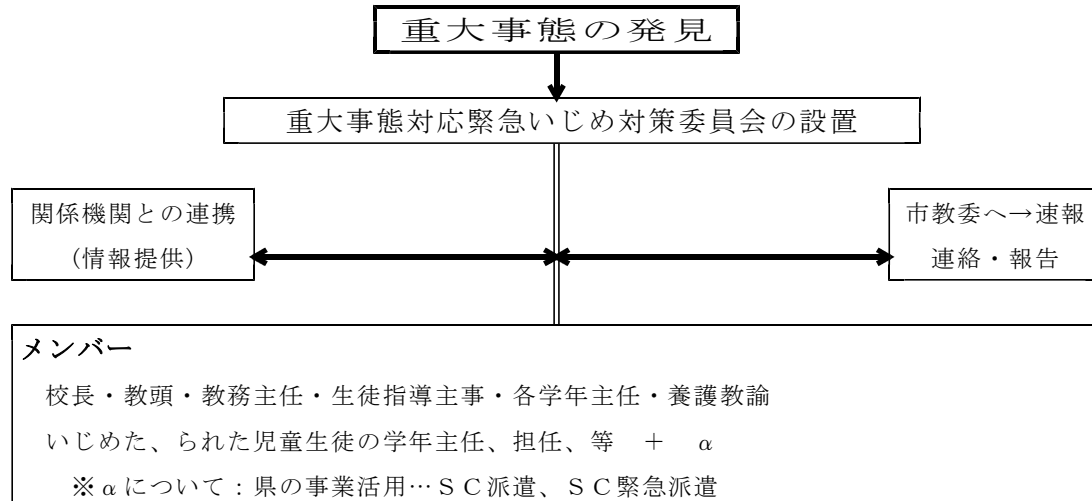 重大事態の発見
重大事態対応緊急いじめ対策委員会の設置
関係機関との連携
(情報提供)
市教委へ→速報
連絡・報告
メンバー
校長・教頭・教務主任・生徒指導主事・各学年主任・養護教諭
いじめた、られた児童生徒の学年主任、担任、等　+　α
※αについて：県の事業活用…ＳＣ派遣、ＳＣ緊急派遣